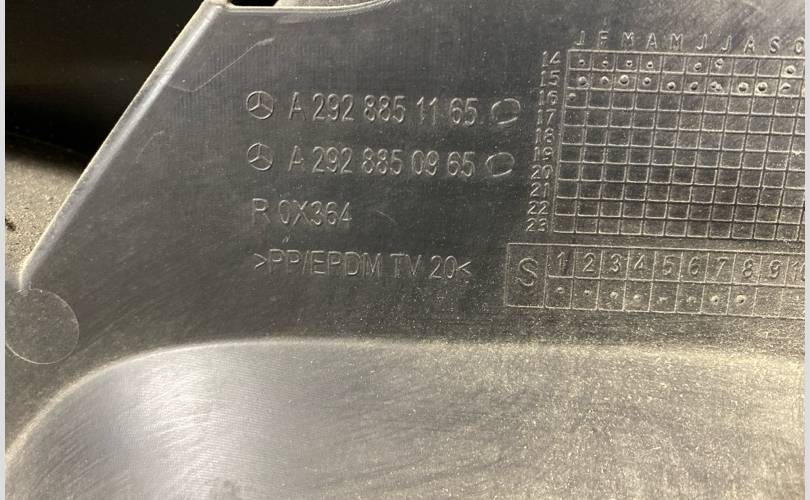 A 292 885 11 65
A 292 885 09 65
R 0X364
>PP/EPDM TV 20<
J F M A M J J A S O
14
15
16
17
18
19
20
21
22
23
S 1 2 3 4 5 6 7 8 9 1